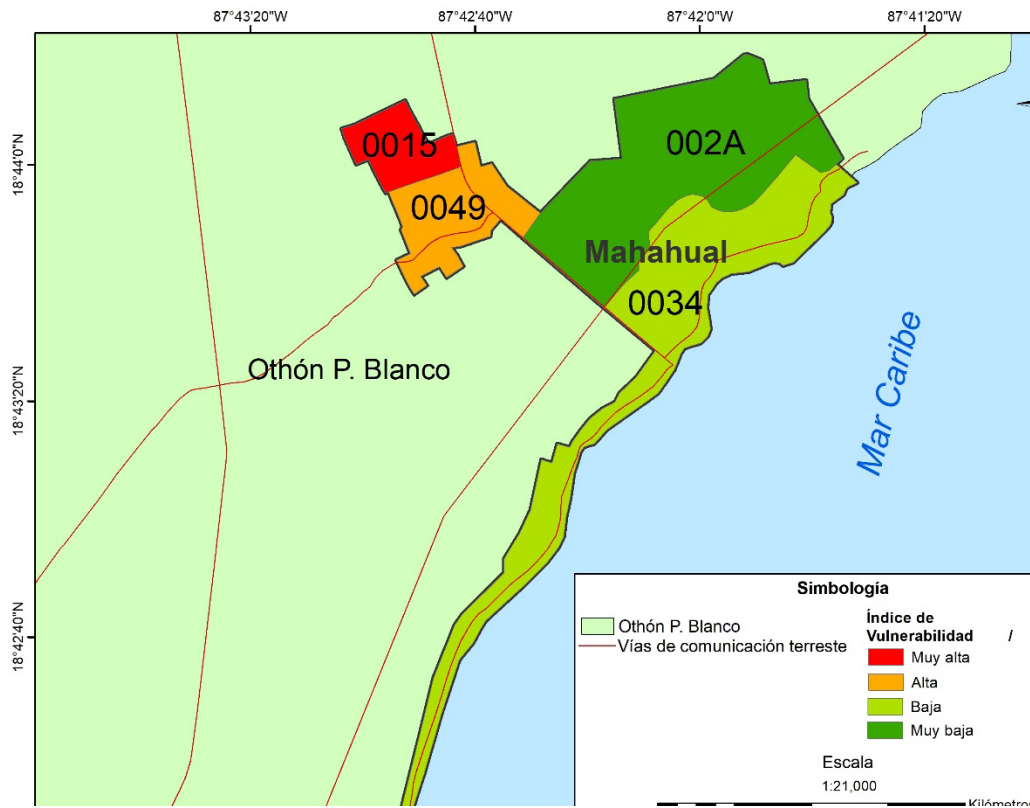 87°43'20"W
87°42'40"W
87°42'0"W
87°41'20"W
18°44'0"N
18°43'20"N
18°42'40"N
0015
002A
0049
Mahahual
0034
Othón P. Blanco
Mar Caribe
Simbología
Othón P. Blanco
Vías de comunicación terreste
Índice de
Vulnerabilidad /
Muy alta
Alta
Baja
Muy baja
Escala
1:21,000
Kilómetros